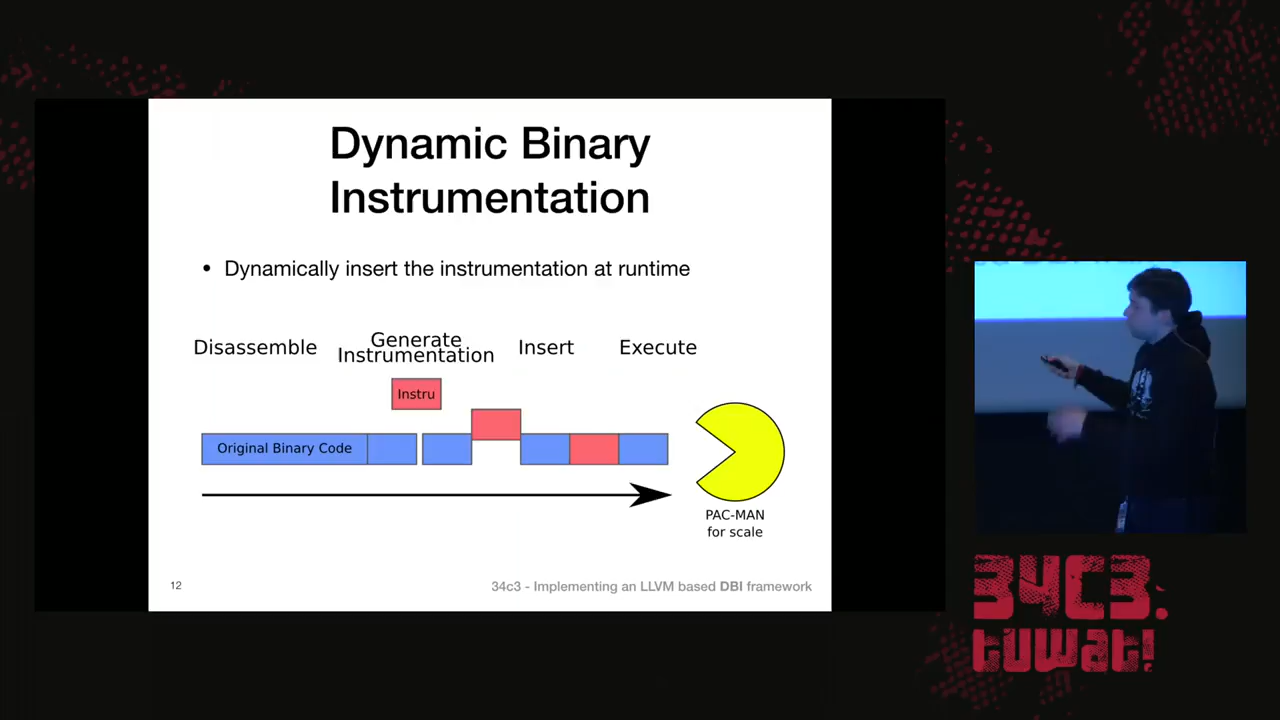 Dynamic Binary
Instrumentation
• Dynamically insert the instrumentation at runtime
Disassemble
Generate
Instrumentation
Insert
Execute
Instru
Original Binary Code
PAC-MAN
for scale
12
34c3 - Implementing an LLVM based DBI framework
34C3.
tuwat!